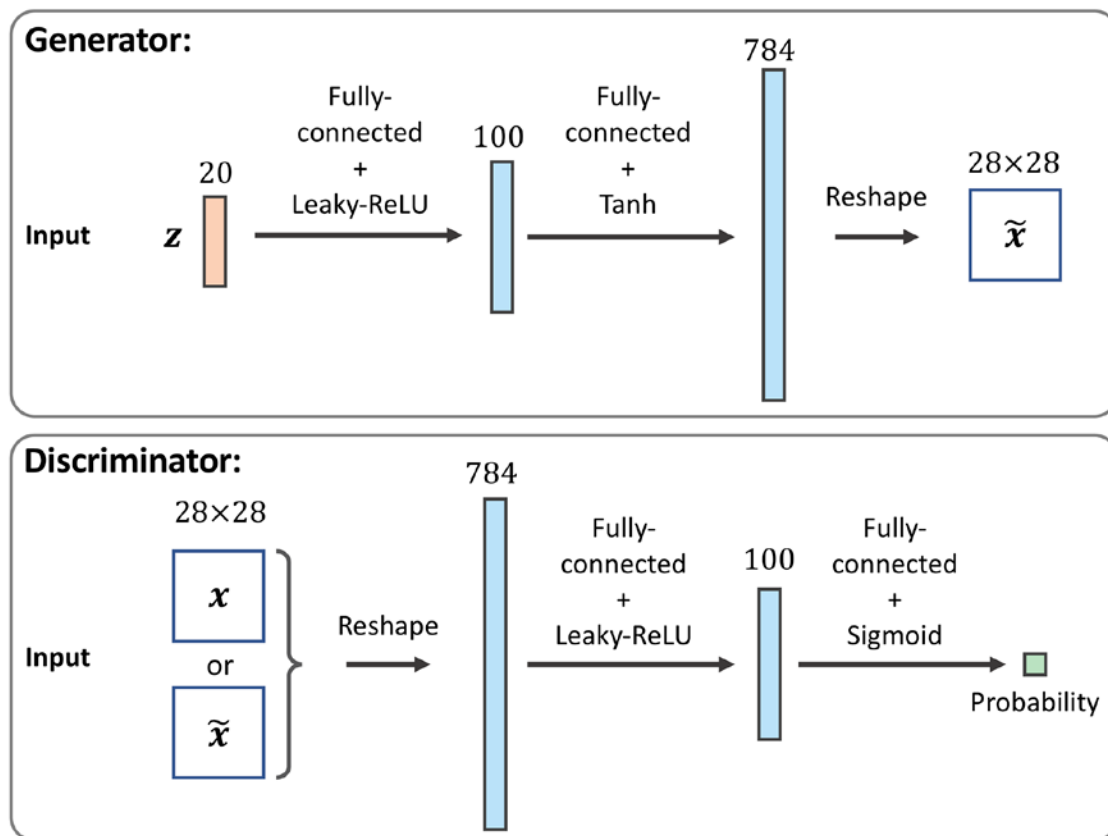 Generator:
784
Fully-
connected
+
Leaky-ReLU
Fully-
connected
+
Tanh
100
20
28×28
Reshape
Input
z
x̃
Discriminator:
784
28×28
Fully-
connected
+
Leaky-ReLU
Fully-
connected
+
Sigmoid
100
x
Reshape
Input
or
x̃
Probability